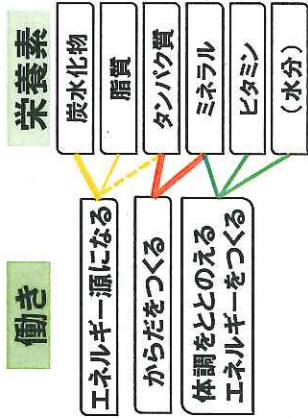 栄養素
炭水化物
脂質
タンパク質
ミネラル
ビタミン
（水分）
働き
エネルギー源になる
からだをつくる
体調をととのえる
エネルギーをつくる